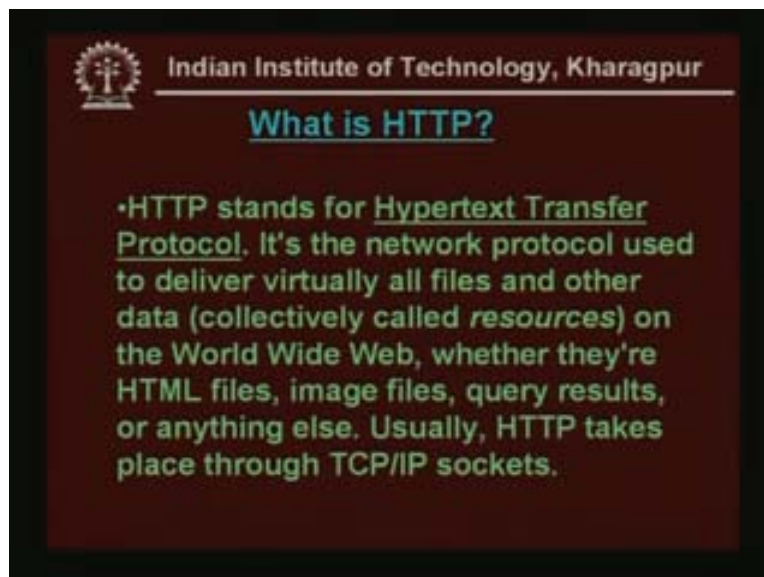 Indian Institute of Technology, Kharagpur
What is HTTP?
•HTTP stands for Hypertext Transfer
Protocol. It's the network protocol used
to deliver virtually all files and other
data (collectively called resources) on
the World Wide Web, whether they're
HTML files, image files, query results,
or anything else. Usually, HTTP takes
place through TCP/IP sockets.